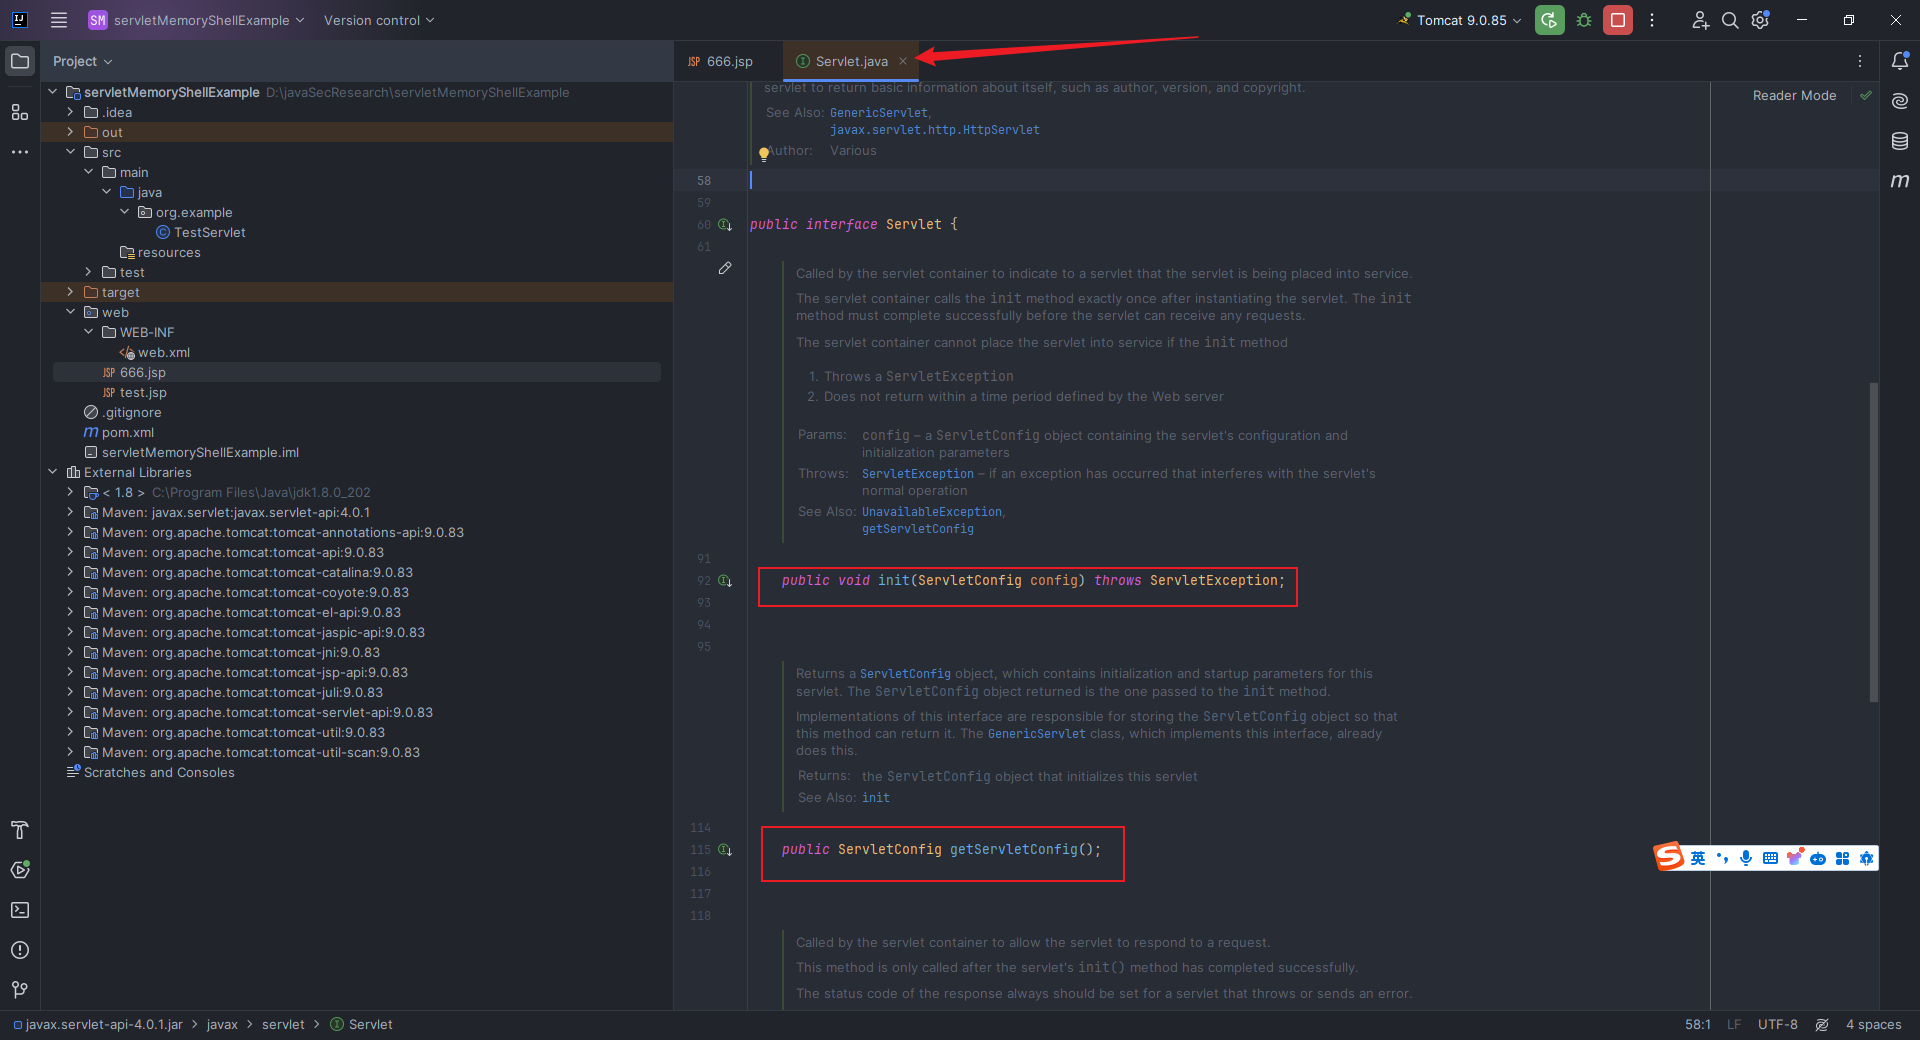 SM servletMemoryShellExample Version control Tomcat 9.0.85
Project
servletMemoryShellExample D:\javaSecResearch\servletMemoryShellExample
.idea
out
src
main
java
org.example
TestServlet
resources
test
target
web
WEB-INF
web.xml
JSP 666.jsp
JSP test.jsp
.gitignore
m pom.xml
servletMemoryShellExample.iml
External Libraries
< 1.8 > C:\Program Files\Java\jdk1.8.0_202
Maven: javax.servlet:javax.servlet-api:4.0.1
Maven: org.apache.tomcat:tomcat-annotations-api:9.0.83
Maven: org.apache.tomcat:tomcat-api:9.0.83
Maven: org.apache.tomcat:tomcat-catalina:9.0.83
Maven: org.apache.tomcat:tomcat-coyote:9.0.83
Maven: org.apache.tomcat:tomcat-el-api:9.0.83
Maven: org.apache.tomcat:tomcat-jaspic-api:9.0.83
Maven: org.apache.tomcat:tomcat-jni:9.0.83
Maven: org.apache.tomcat:tomcat-jsp-api:9.0.83
Maven: org.apache.tomcat:tomcat-juli:9.0.83
Maven: org.apache.tomcat:tomcat-servlet-api:9.0.83
Maven: org.apache.tomcat:tomcat-util:9.0.83
Maven: org.apache.tomcat:tomcat-util-scan:9.0.83
Scratches and Consoles
JSP 666.jsp Servlet.java
servlet to return basic information about itself, such as author, version, and copyright.
Reader Mode
See Also: GenericServlet,
javax.servlet.http.HttpServlet
Author: Various
58
59
60 public interface Servlet {
61
Called by the servlet container to indicate to a servlet that the servlet is being placed into service.
The servlet container calls the init method exactly once after instantiating the servlet. The init
method must complete successfully before the servlet can receive any requests.
The servlet container cannot place the servlet into service if the init method
1. Throws a ServletException
2. Does not return within a time period defined by the Web server
Params: config – a ServletConfig object containing the servlet's configuration and
initialization parameters
Throws: ServletException – if an exception has occurred that interferes with the servlet's
normal operation
See Also: UnavailableException,
getServletConfig
91
92 public void init(ServletConfig config) throws ServletException;
93
94
95
Returns a ServletConfig object, which contains initialization and startup parameters for this
servlet. The ServletConfig object returned is the one passed to the init method.
Implementations of this interface are responsible for storing the ServletConfig object so that
this method can return it. The GenericServlet class, which implements this interface, already
does this.
Returns: the ServletConfig object that initializes this servlet
See Also: init
114
115 public ServletConfig getServletConfig();
116
117
118
Called by the servlet container to allow the servlet to respond to a request.
This method is only called after the servlet's init() method has completed successfully.
The status code of the response always should be set for a servlet that throws or sends an error.
m
S 英
javax.servlet-api-4.0.1.jar > javax > servlet > Servlet
58:1 LF UTF-8 4 spaces